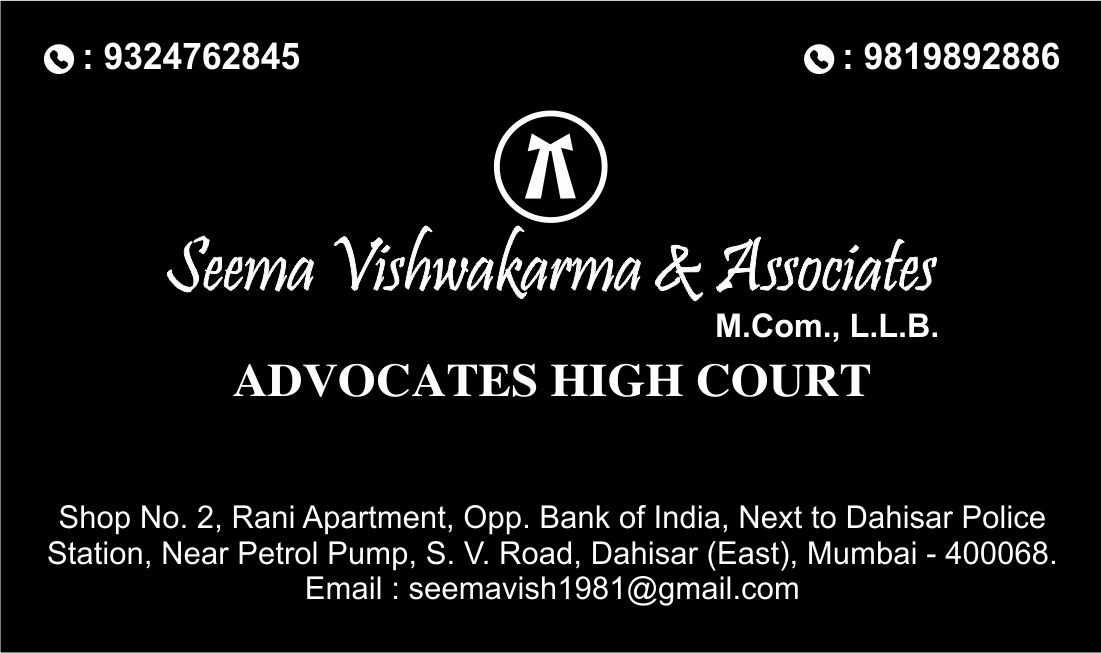 : 9324762845 : 9819892886
Seema Vishwakarma & Associates
M.Com., L.L.B.
ADVOCATES HIGH COURT
Shop No. 2, Rani Apartment, Opp. Bank of India, Next to Dahisar Police
Station, Near Petrol Pump, S. V. Road, Dahisar (East), Mumbai - 400068.
Email : seemavish1981@gmail.com